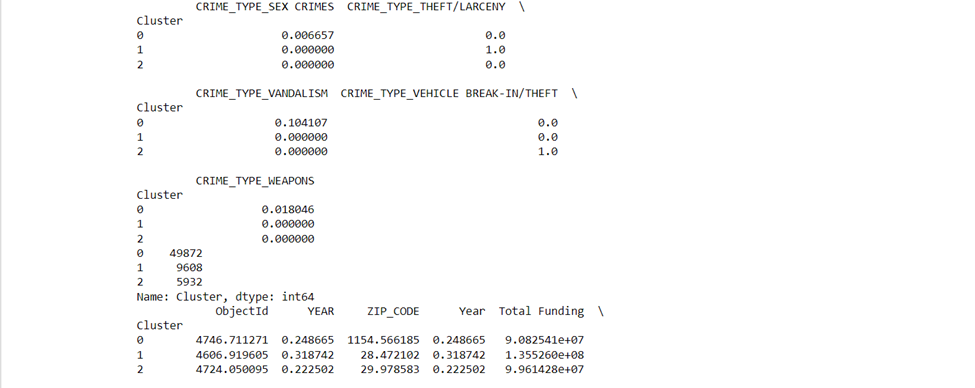 CRIME_TYPE_SEX CRIMES  CRIME_TYPE_THEFT/LARCENY  \
Cluster
0                     0.006657                       0.0
1                     0.000000                       1.0
2                     0.000000                       0.0
CRIME_TYPE_VANDALISM  CRIME_TYPE_VEHICLE BREAK-IN/THEFT  \
Cluster
0                    0.104107                                0.0
1                    0.000000                                0.0
2                    0.000000                                1.0
CRIME_TYPE_WEAPONS
Cluster
0                  0.018046
1                  0.000000
2                  0.000000
0    49872
1     9608
2     5932
Name: Cluster, dtype: int64
ObjectId      YEAR     ZIP_CODE      Year  Total Funding  \
Cluster
0        4746.711271  0.248665  1154.566185  0.248665   9.082541e+07
1        4606.919605  0.318742    28.472102  0.318742   1.355260e+08
2        4724.050095  0.222502    29.978583  0.222502   9.961428e+07